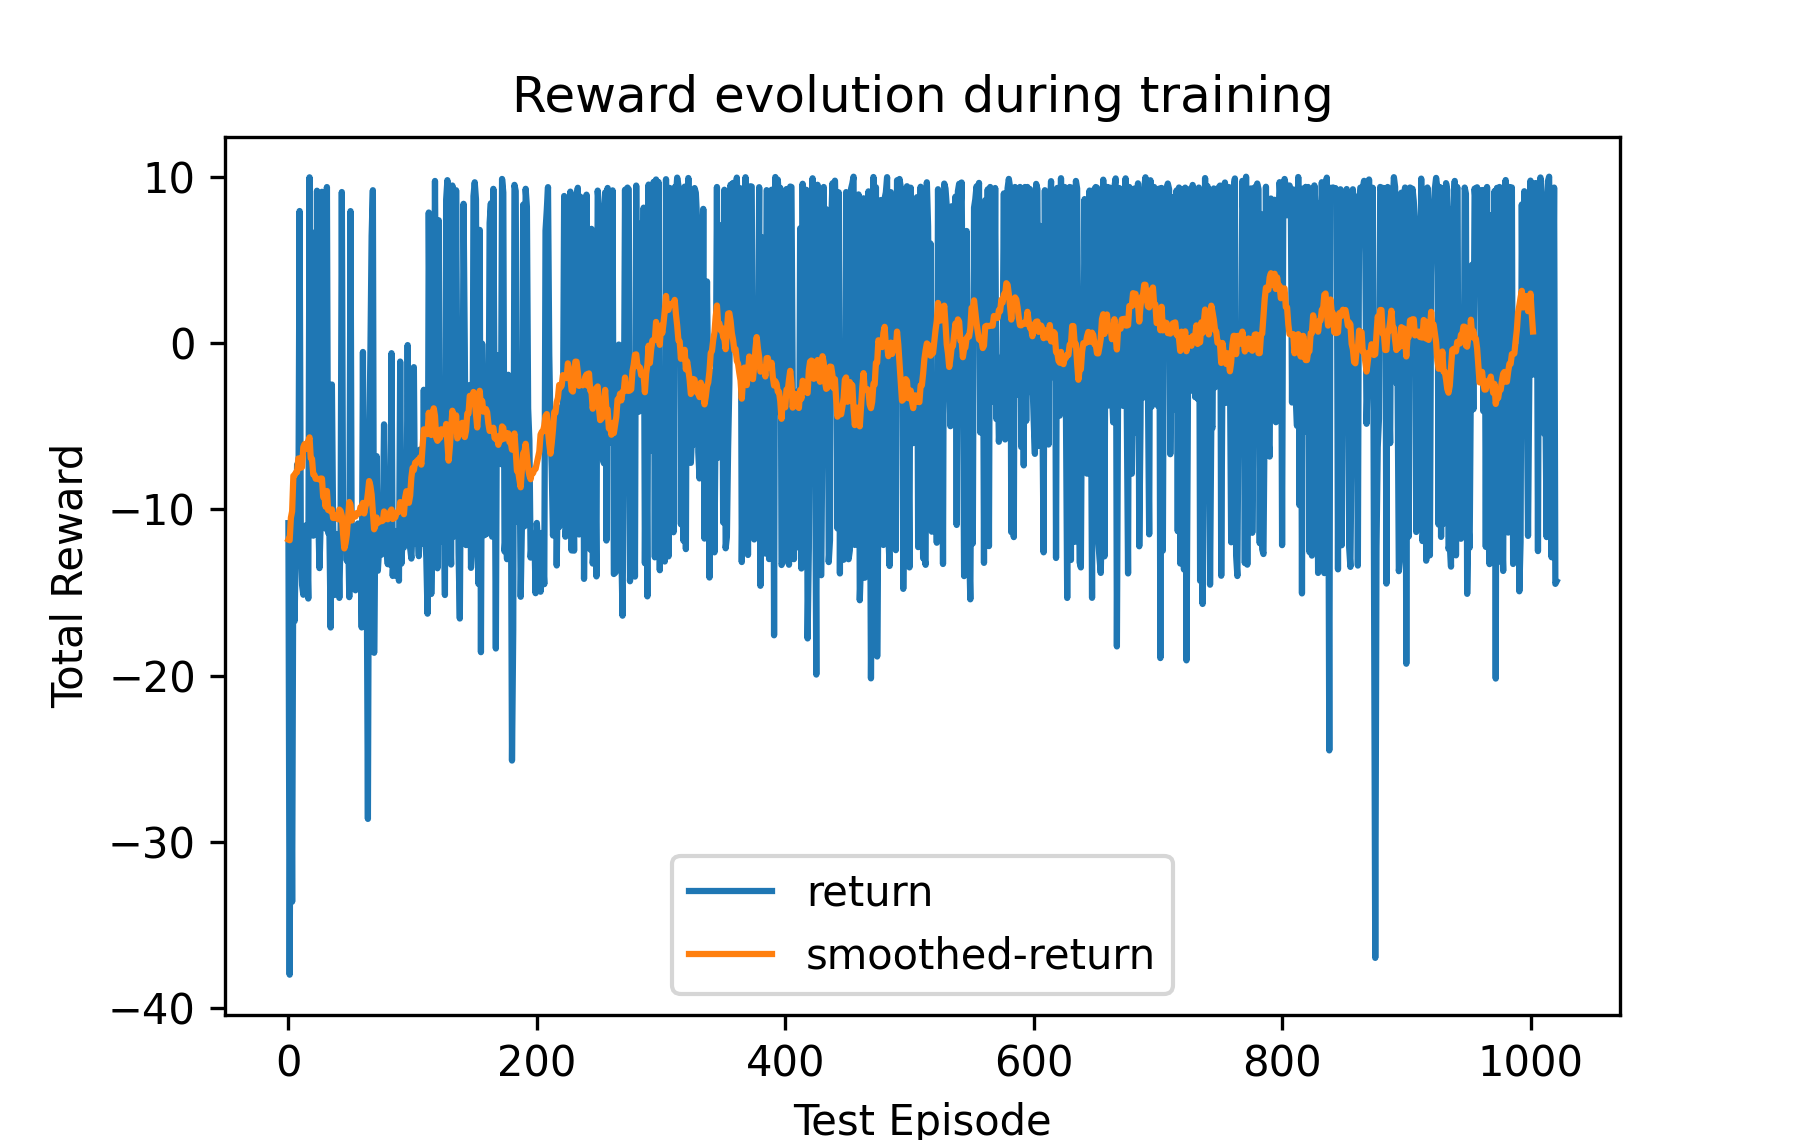 Reward evolution during training
Total Reward
10
0
−10
−20
−30
−40
return
smoothed-return
0 200 400 600 800 1000
Test Episode